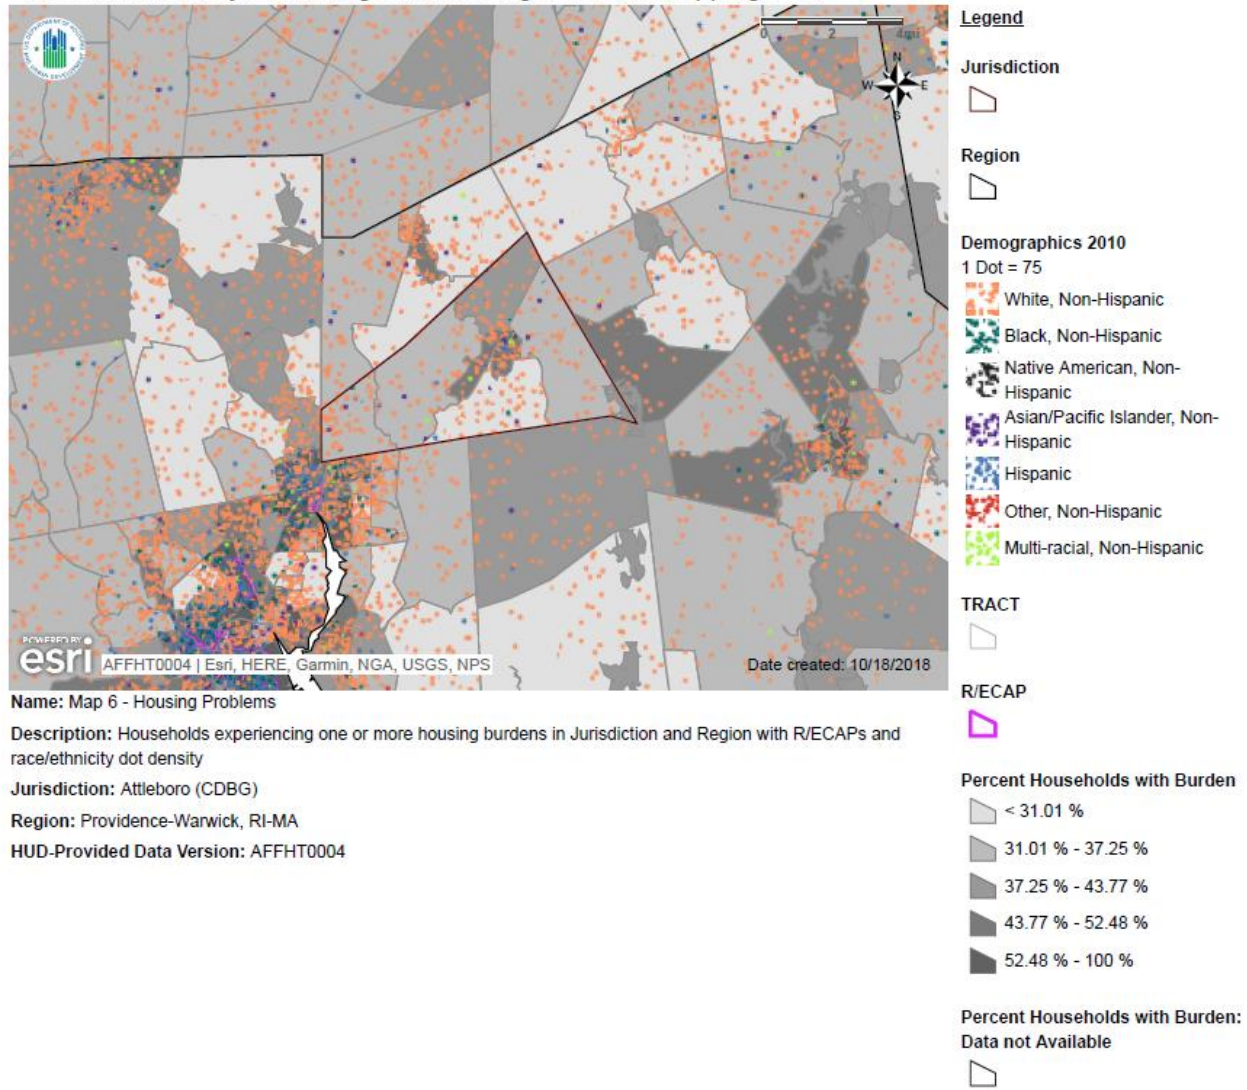 0 2 4mi
N
W E
S
POWERED BY
esri
AFFHT0004 | Esri, HERE, Garmin, NGA, USGS, NPS
Date created: 10/18/2018
Name: Map 6 - Housing Problems
Description: Households experiencing one or more housing burdens in Jurisdiction and Region with R/ECAPs and
race/ethnicity dot density
Jurisdiction: Attleboro (CDBG)
Region: Providence-Warwick, RI-MA
HUD-Provided Data Version: AFFHT0004
Legend
Jurisdiction
Region
Demographics 2010
1 Dot = 75
White, Non-Hispanic
Black, Non-Hispanic
Native American, Non-
Hispanic
Asian/Pacific Islander, Non-
Hispanic
Hispanic
Other, Non-Hispanic
Multi-racial, Non-Hispanic
TRACT
R/ECAP
Percent Households with Burden
< 31.01 %
31.01 % - 37.25 %
37.25 % - 43.77 %
43.77 % - 52.48 %
52.48 % - 100 %
Percent Households with Burden:
Data not Available